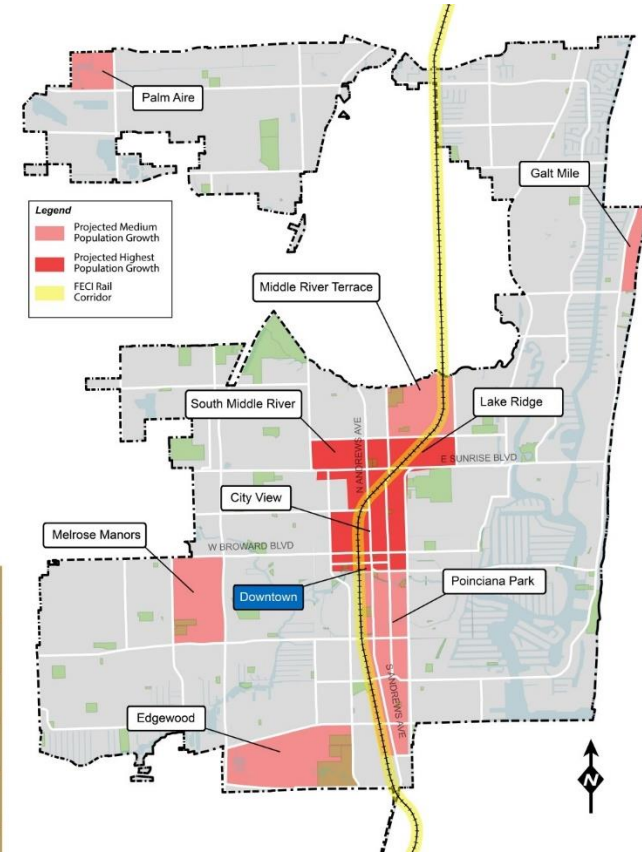 Palm Aire
Galt Mile
Legend
Projected Medium
Population Growth
Projected Highest
Population Growth
FECI Rail
Corridor
Middle River Terrace
South Middle River
Lake Ridge
N ANDREWS AVE
E SUNRISE BLVD
City View
Melrose Manors
W BROWARD BLVD
Downtown
Poinciana Park
S ANDREWS AVE
Edgewood
N